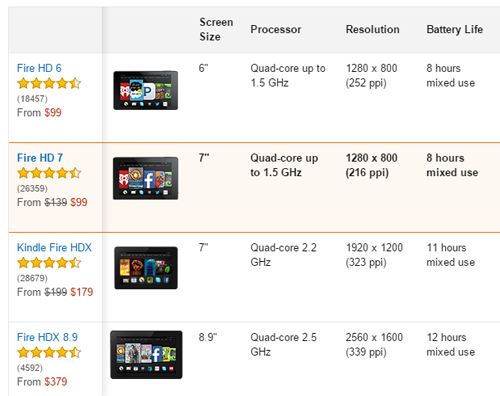 Screen Size Processor Resolution Battery Life
Fire HD 6
(18457)
From $99
6" Quad-core up to 1.5 GHz 1280 x 800 (252 ppi) 8 hours mixed use
Fire HD 7
(26359)
From $139 $99
7" Quad-core up to 1.5 GHz 1280 x 800 (216 ppi) 8 hours mixed use
Kindle Fire HDX
(28679)
From $199 $179
7" Quad-core 2.2 GHz 1920 x 1200 (323 ppi) 11 hours mixed use
Fire HDX 8.9
(4592)
From $379
8.9" Quad-core 2.5 GHz 2560 x 1600 (339 ppi) 12 hours mixed use